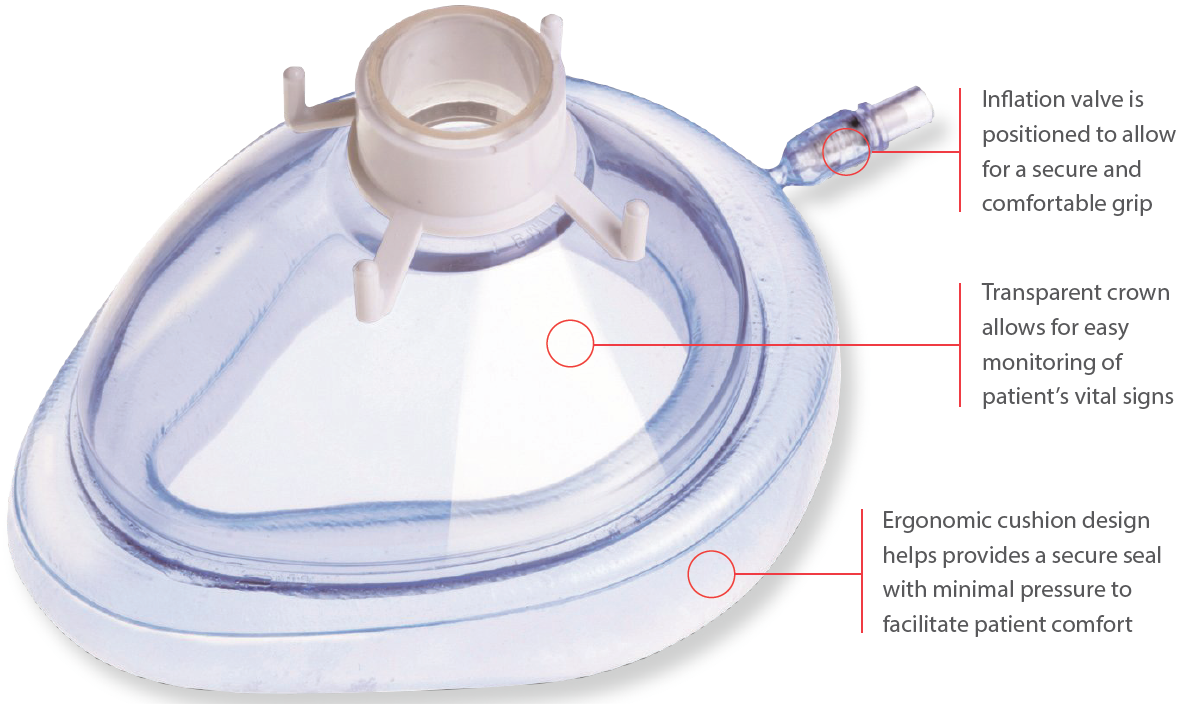 Inflation valve is
positioned to allow
for a secure and
comfortable grip
Transparent crown
allows for easy
monitoring of
patient’s vital signs
Ergonomic cushion design
helps provides a secure seal
with minimal pressure to
facilitate patient comfort